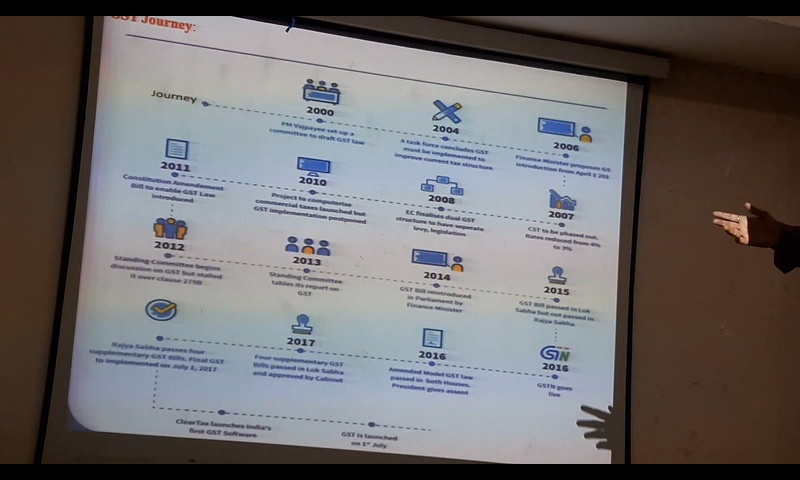 GST Journey:
Journey
2000
PM Vajpayee set up a
committee to draft GST law
2004
A task force concludes GST
must be implemented to
improve current tax structure
2006
Finance Minister proposes GS
introduction from April 1 201
2011
Constitution Amendement
Bill to enable GST Law
introduced
2010
Project to computerise
commercial taxes launched but
GST implementation postponed
2008
EC finalises dual GST
structure to have seperate
levy, legislation
2007
CST to be phased out.
Rates reduced from 4%
to 3%
2012
Standing Committee begins
discussion on GST but stalled
it over clause 279B
2013
Standing Committee
tables its report on
GST
2014
GST Bill reintroduced
in Parliament by
Finance Minister
2015
GST Bill passed in Lok
Sabha but not passed in
Rajya Sabha
Rajya Sabha passes four
supplementary GST Bills. Final GST
to implemented on July 1, 2017
2017
Four supplementary GST
Bills passed in Lok Sabha
and approved by Cabinet
2016
Amended Model GST law
passed in both Houses.
President gives assent
GSTN
2016
GSTN goes
live
ClearTax launches India's
first GST Software
GST is launched
on 1st July